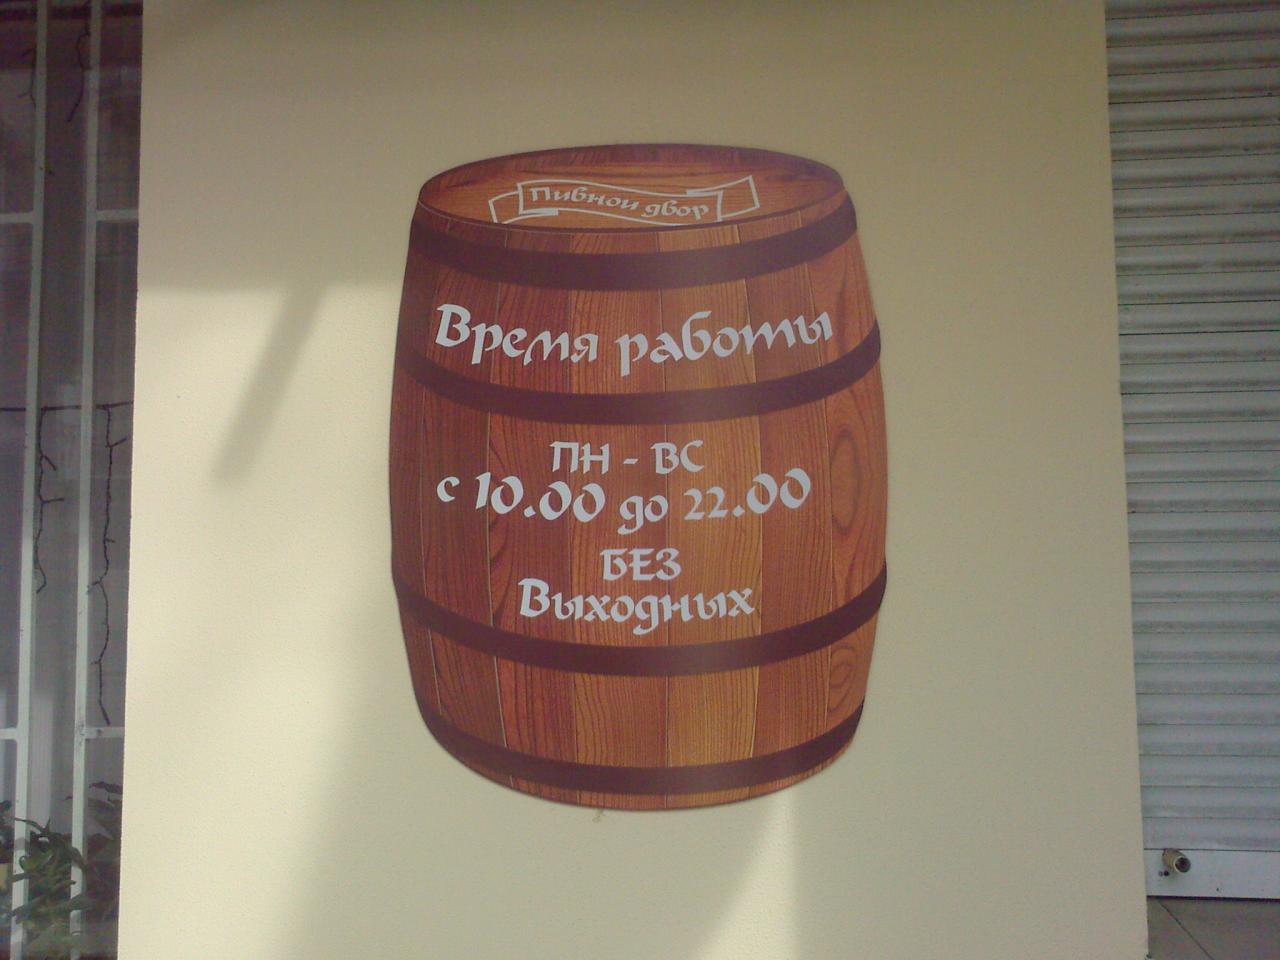 Пивной двор
Время работы
ПН - ВС
с 10.00 до 22.00
БЕЗ
Выходных